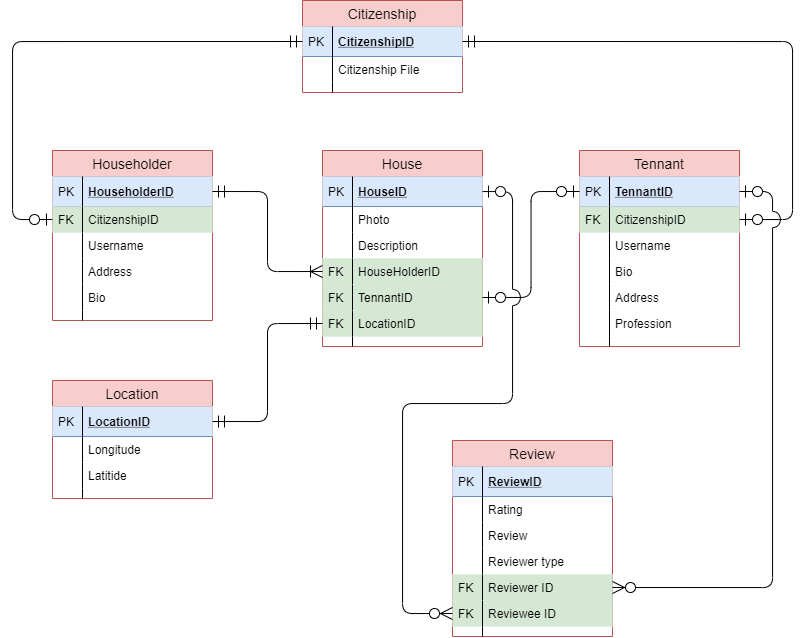 Citizenship
PK CitizenshipID
Citizenship File
Householder
PK HouseholderID
FK CitizenshipID
Username
Address
Bio
House
PK HouseID
Photo
Description
FK HouseHolderID
FK TennantID
FK LocationID
Tennant
PK TennantID
FK CitizenshipID
Username
Bio
Address
Profession
Location
PK LocationID
Longitude
Latitide
Review
PK ReviewID
Rating
Review
Reviewer type
FK Reviewer ID
FK Reviewee ID